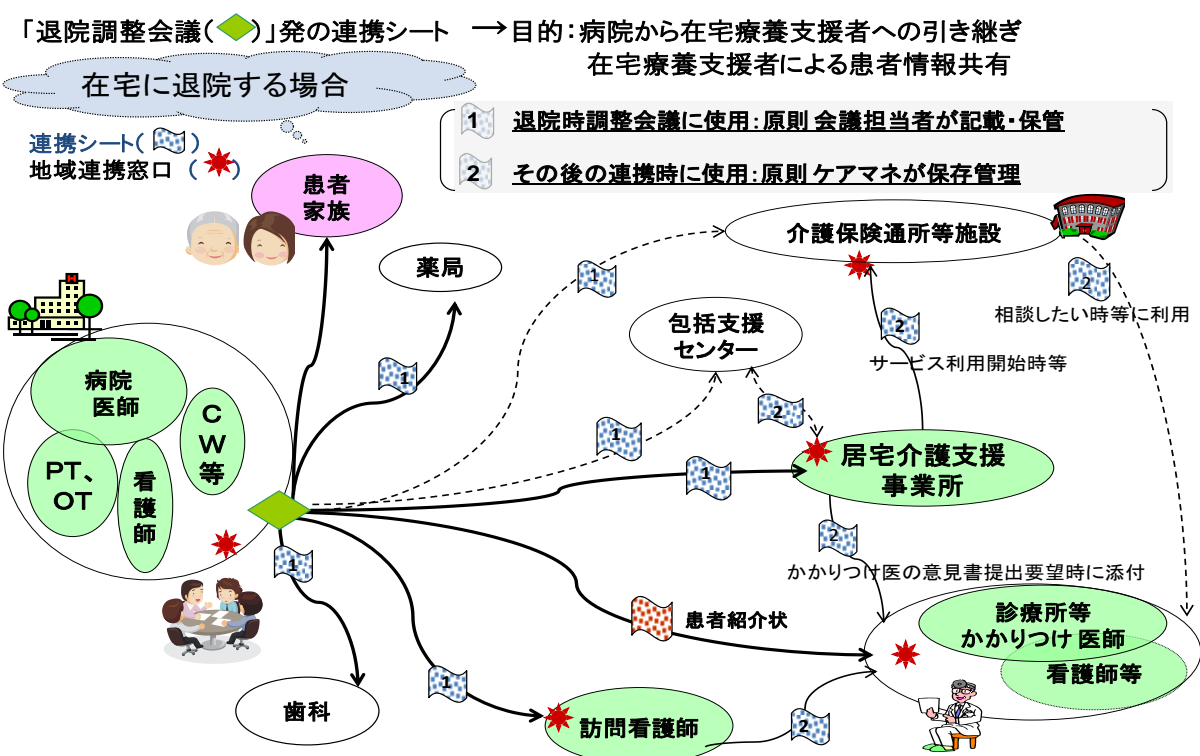 「退院調整会議( )」発の連携シート →目的:病院から在宅療養支援者への引き継ぎ
在宅療養支援者による患者情報共有
在宅に退院する場合
1 退院時調整会議に使用:原則 会議担当者が記載・保管
2 その後の連携時に使用:原則 ケアマネが保存管理
連携シート( )
地域連携窓口 ( )
患者
家族
薬局
介護保険通所等施設
1
2
相談したい時等に利用
包括支援
センター
2
サービス利用開始時等
H
病院
医師
CW等
PT、
OT
看護師
1
1
2
1
居宅介護支援
事業所
2
かかりつけ医の意見書提出要望時に添付
1
患者紹介状
診療所等
かかりつけ 医師
看護師等
歯科
1
訪問看護師
2